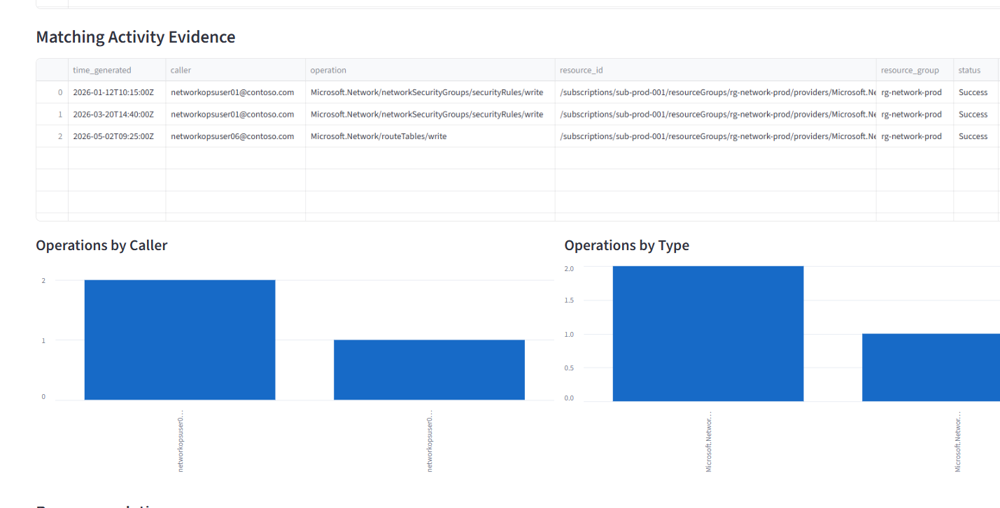 Matching Activity Evidence
time_generated caller operation resource_id resource_group status
0 2026-01-12T10:15:00Z networkopsuser01@contoso.com Microsoft.Network/networkSecurityGroups/securityRules/write /subscriptions/sub-prod-001/resourceGroups/rg-network-prod/providers/Microsoft.Ne rg-network-prod Success
1 2026-03-20T14:40:00Z networkopsuser01@contoso.com Microsoft.Network/networkSecurityGroups/securityRules/write /subscriptions/sub-prod-001/resourceGroups/rg-network-prod/providers/Microsoft.Ne rg-network-prod Success
2 2026-05-02T09:25:00Z networkopsuser06@contoso.com Microsoft.Network/routeTables/write /subscriptions/sub-prod-001/resourceGroups/rg-network-prod/providers/Microsoft.Ne rg-network-prod Success
Operations by Caller
2
1
0
networkopsuser0…
networkopsuser0…
Operations by Type
2.0
1.5
1.0
0.5
0.0
Microsoft.Networ…
Microsoft.Networ…